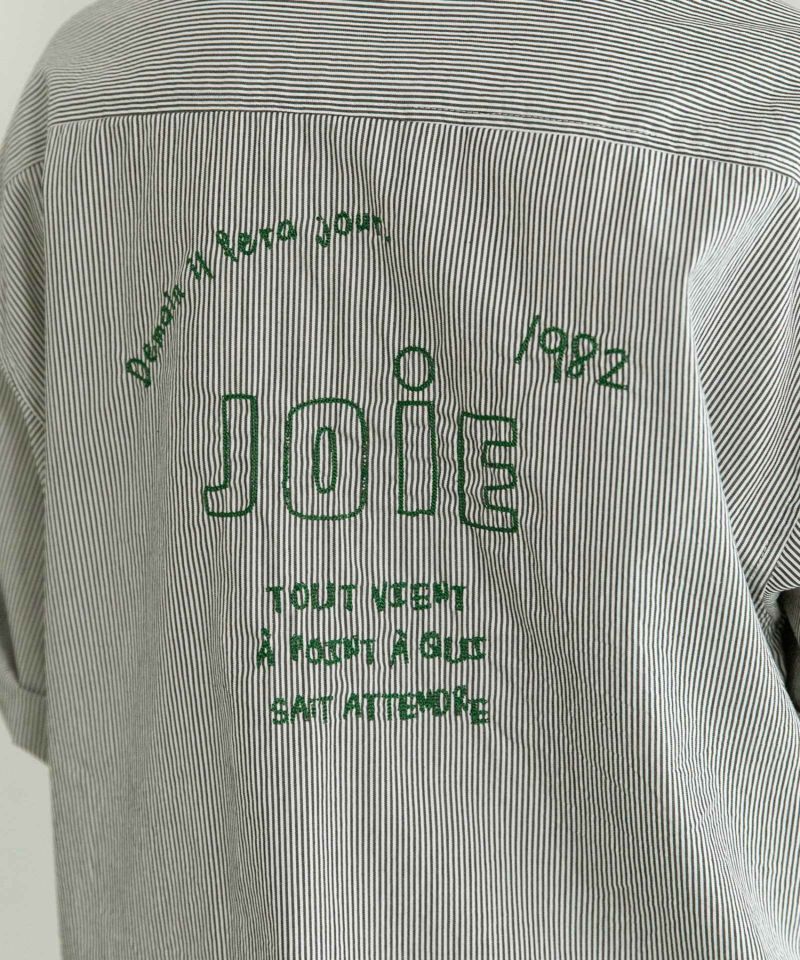 Demain il fera jour.
1982
JOiE
TOUT VIENT
À POINT À QUI
SAIT ATTENDRE